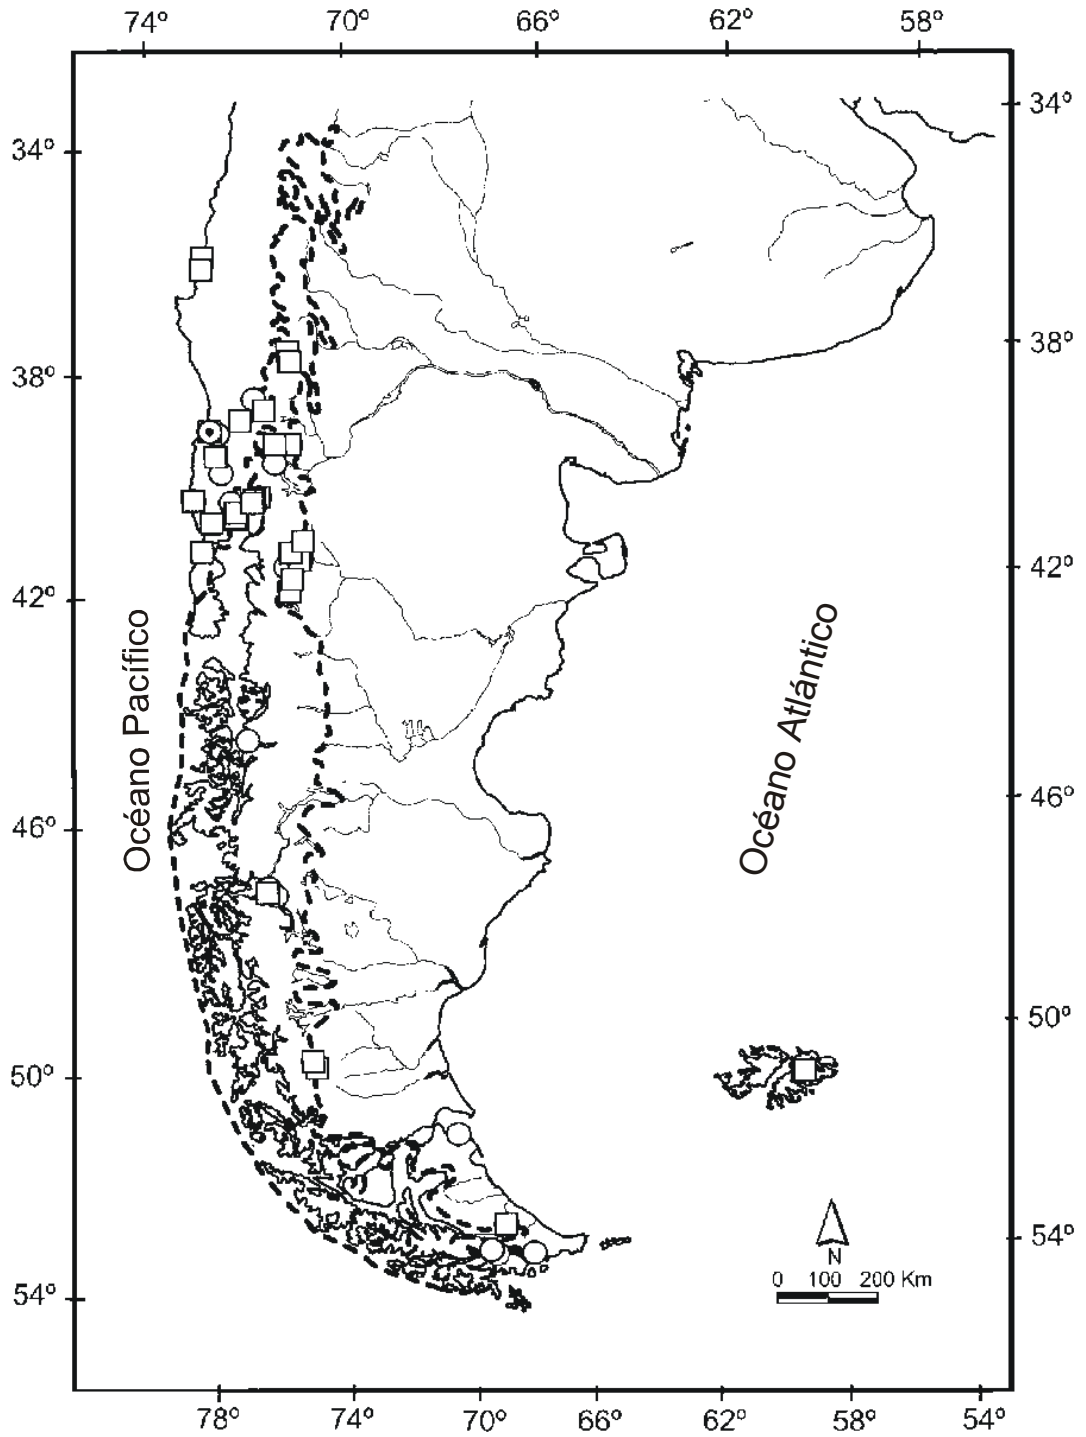 74º 70º 66º 62º 58º
34º
34º
38º
38º
42º
42º
Océano Pacífico
Océano Atlántico
46º
46º
50º
50º
54º
N
0 100 200 Km
54º
78º 74º 70º 66º 62º 58º 54º